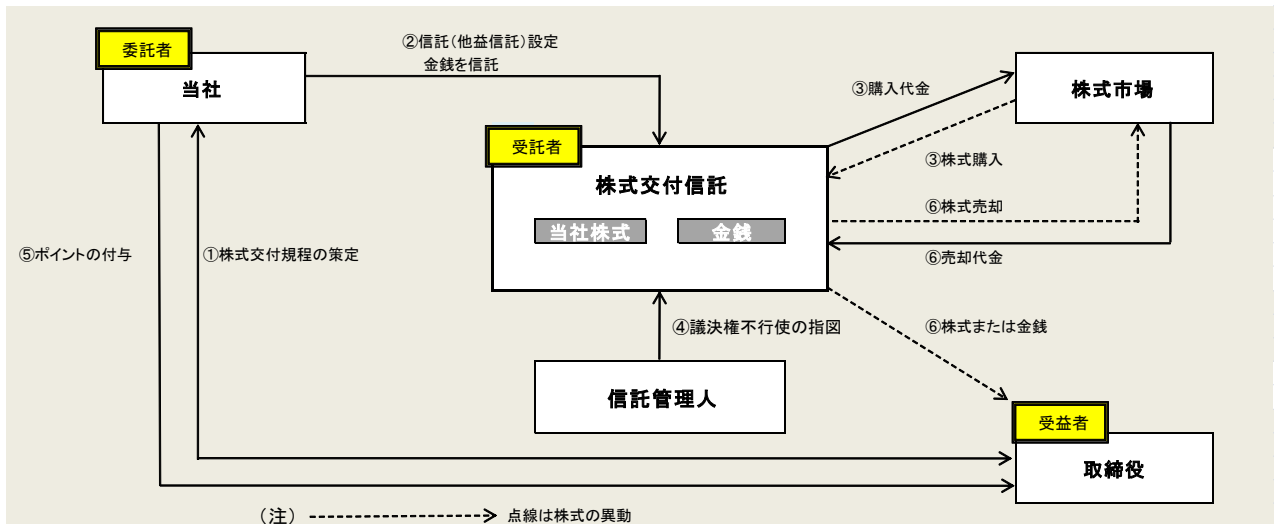 委託者
当社
②信託(他益信託)設定
金銭を信託
③購入代金
株式市場
受託者
株式交付信託
③株式購入
当社株式
金銭
⑥株式売却
⑤ポイントの付与
①株式交付規程の策定
⑥売却代金
④議決権不行使の指図
⑥株式または金銭
信託管理人
受益者
取締役
(注)
点線は株式の異動